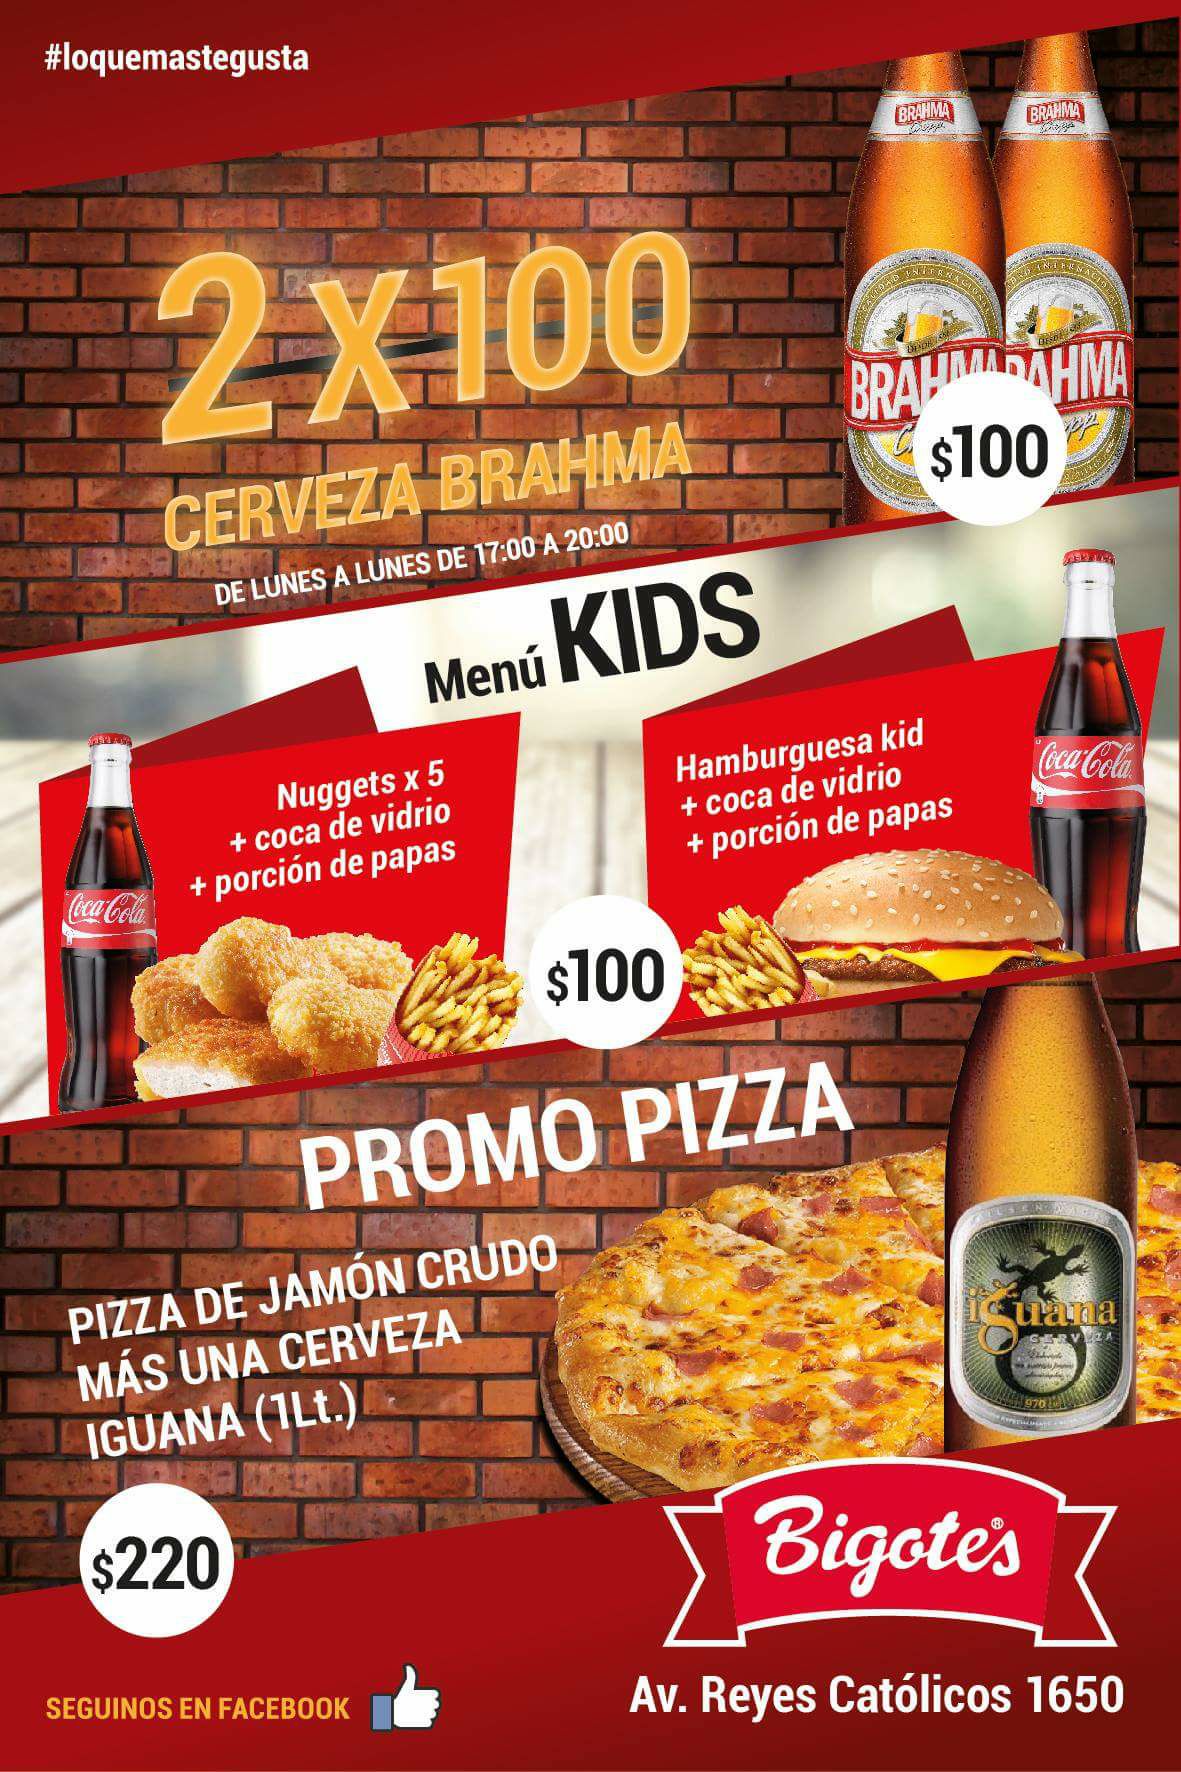 #loquemastegusta
BRAHMA
Chopp
BRAHMA
Chopp
2 X 100
CERVEZA BRAHMA
DE LUNES A LUNES DE 17:00 A 20:00
BRAHMA
BRAHMA
$100
Menú KIDS
Nuggets x 5
+ coca de vidrio
+ porción de papas
Coca-Cola
Hamburguesa kid
+ coca de vidrio
+ porción de papas
Coca-Cola
$100
PROMO PIZZA
PIZZA DE JAMÓN CRUDO
MÁS UNA CERVEZA
IGUANA (1Lt.)
iguana
CERVEZA
$220
Bigote's®
Av. Reyes Católicos 1650
SEGUINOS EN FACEBOOK